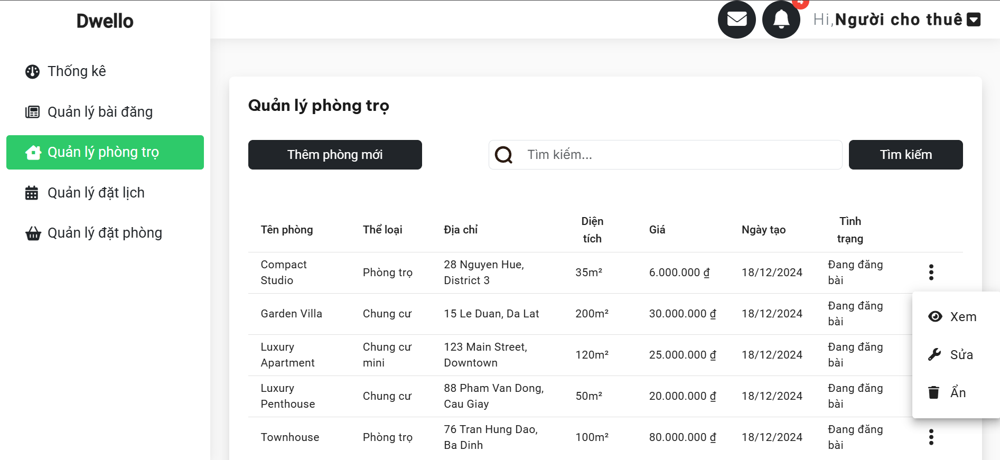 Dwello
4
Hi,Người cho thuê
Thống kê
Quản lý bài đăng
Quản lý phòng trọ
Quản lý đặt lịch
Quản lý đặt phòng
Quản lý phòng trọ
Thêm phòng mới
Tìm kiếm...
Tìm kiếm
Tên phòng
Thể loại
Địa chỉ
Diện
tích
Giá
Ngày tạo
Tình
trạng
Compact
Studio
Phòng trọ
28 Nguyen Hue,
District 3
35m²
6.000.000 ₫
18/12/2024
Đang đăng
bài
Garden Villa
Chung cư
15 Le Duan, Da Lat
200m²
30.000.000 ₫
18/12/2024
Đang đăng
bài
Luxury
Apartment
Chung cư
mini
123 Main Street,
Downtown
120m²
25.000.000 ₫
18/12/2024
Đang đăng
bài
Luxury
Penthouse
Chung cư
88 Pham Van Dong,
Cau Giay
50m²
20.000.000 ₫
18/12/2024
Đang đăng
bài
Townhouse
Phòng trọ
76 Tran Hung Dao,
Ba Dinh
100m²
80.000.000 ₫
18/12/2024
Đang đăng
bài
Xem
Sửa
Ẩn